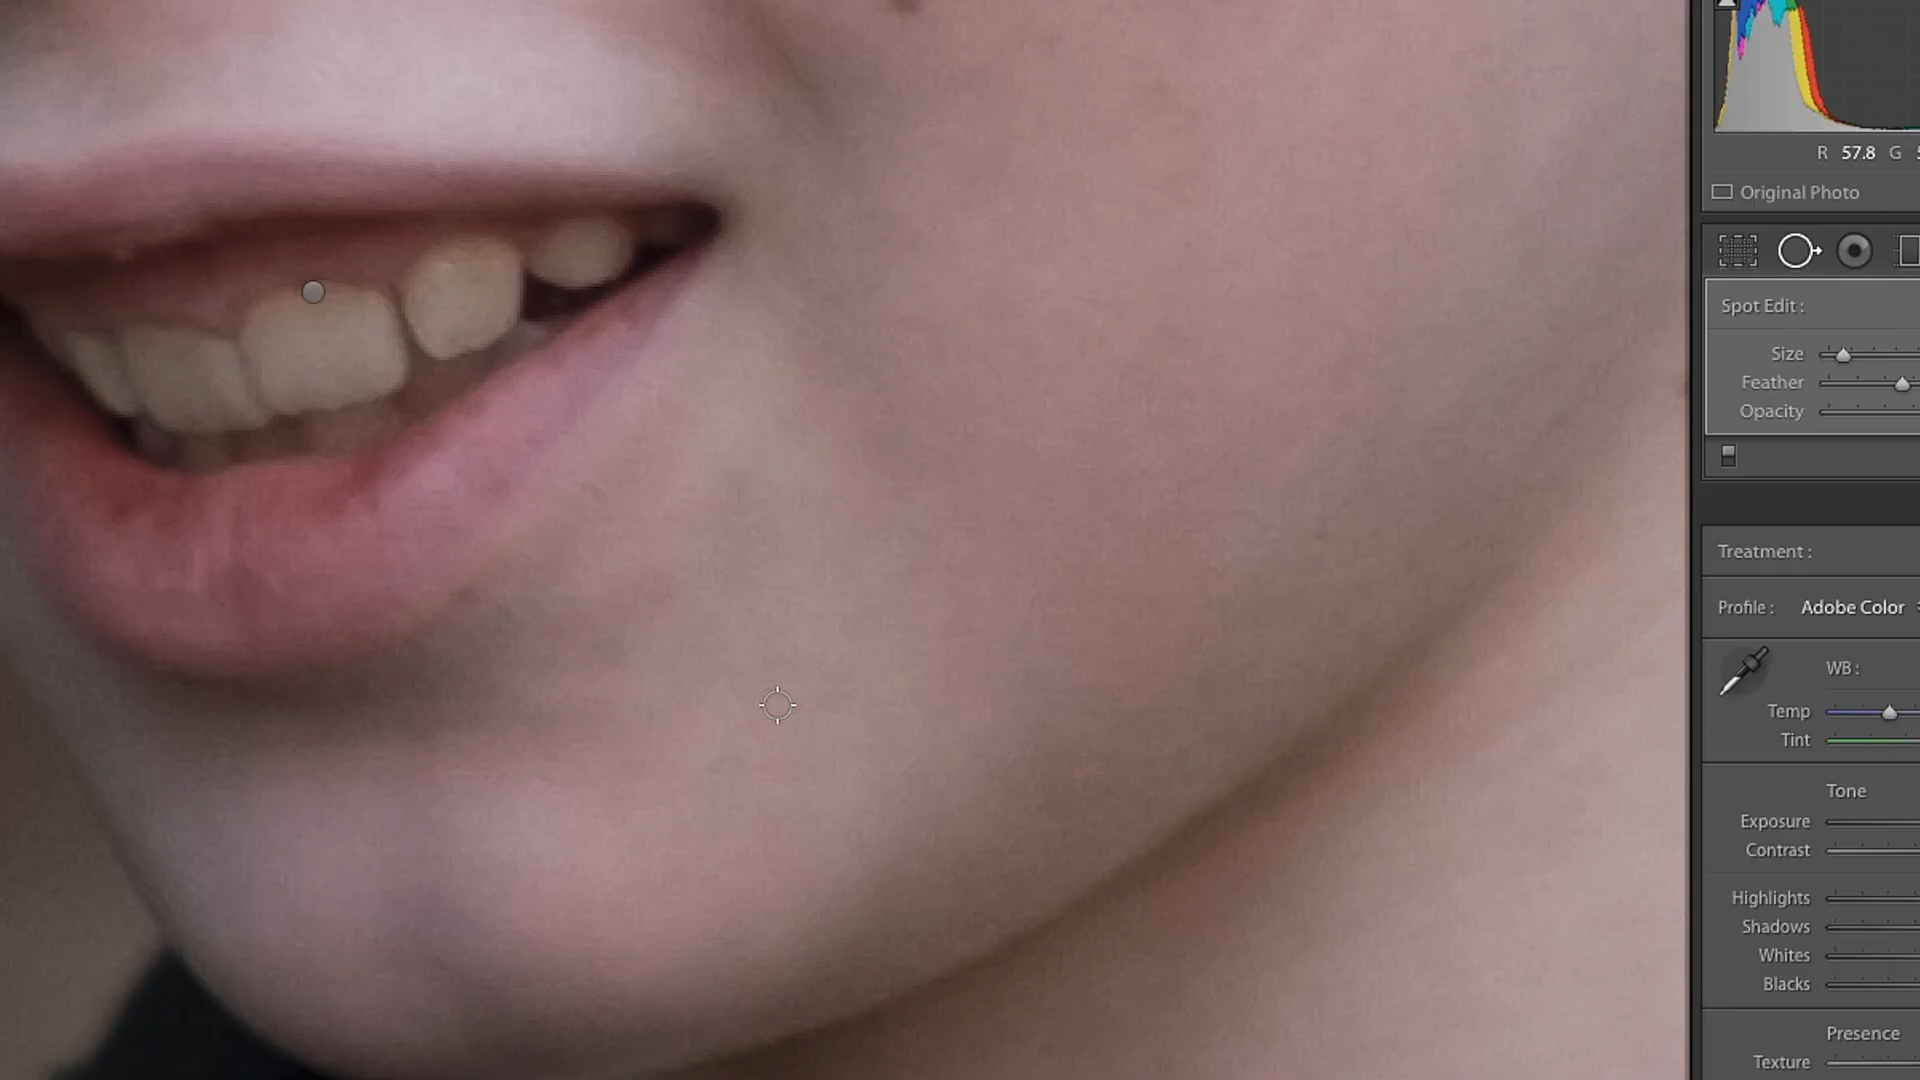 R 57.8 G
Original Photo
Spot Edit :
Size
Feather
Opacity
Treatment :
Profile : Adobe Color
WB :
Temp
Tint
Tone
Exposure
Contrast
Highlights
Shadows
Whites
Blacks
Presence
Texture